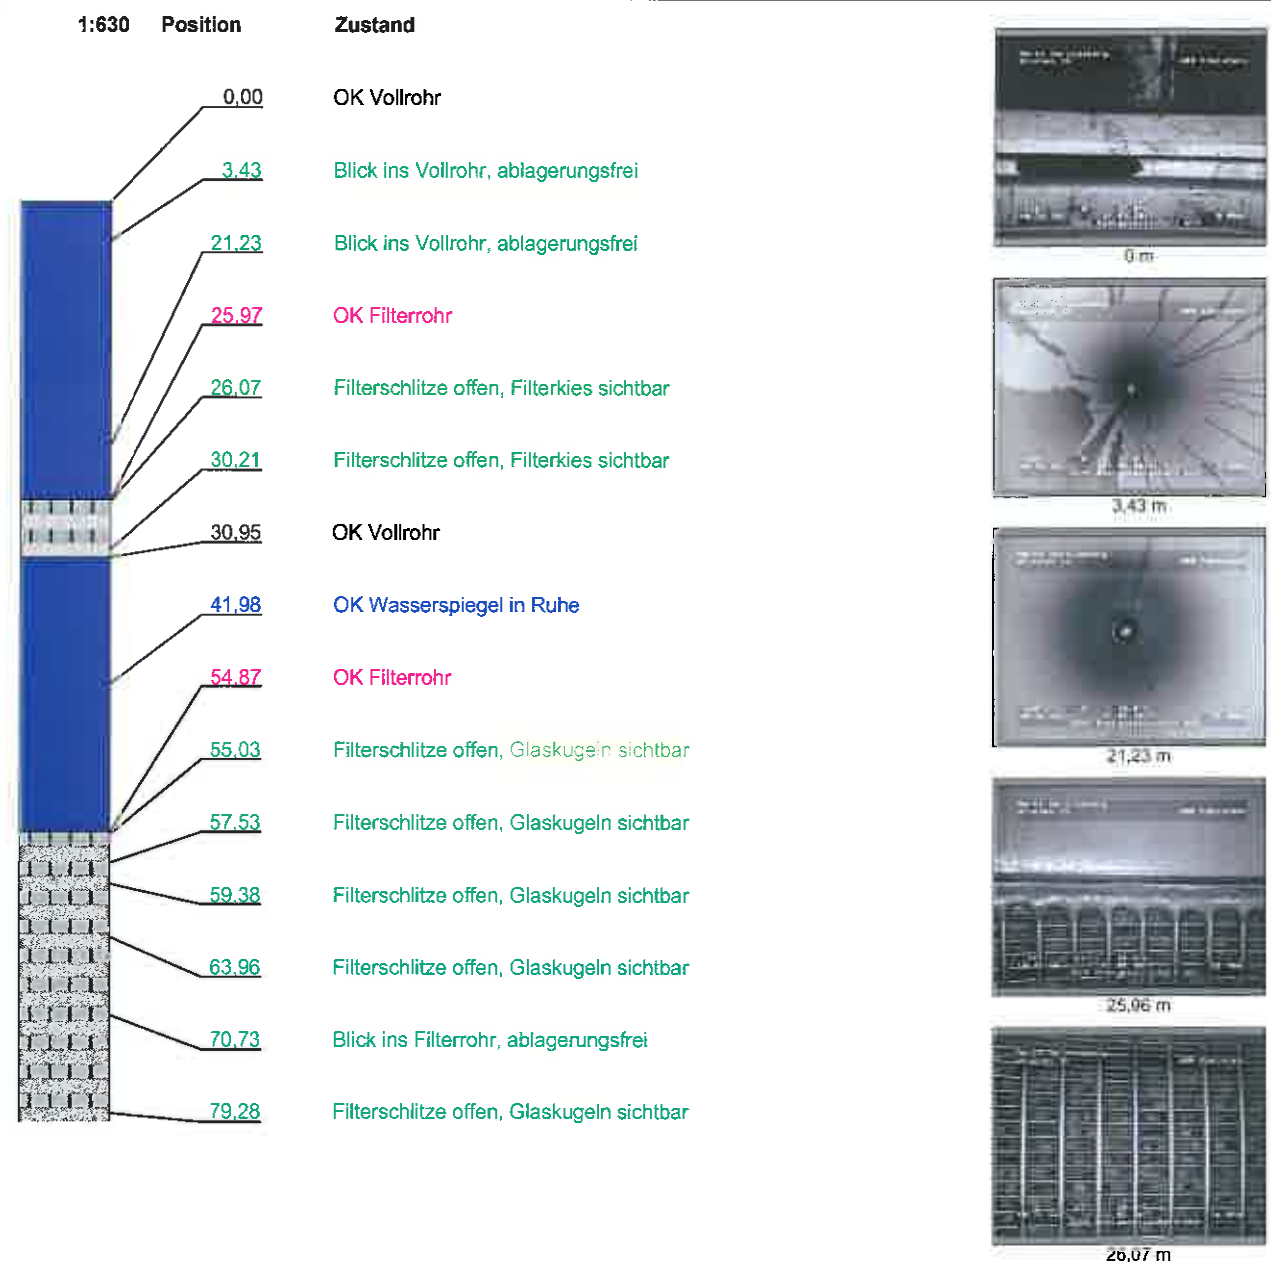 1:630 Position Zustand
0,00 OK Vollrohr
3,43 Blick ins Vollrohr, ablagerungsfrei
21,23 Blick ins Vollrohr, ablagerungsfrei
25,97 OK Filterrohr
26,07 Filterschlitze offen, Filterkies sichtbar
30,21 Filterschlitze offen, Filterkies sichtbar
30,95 OK Vollrohr
41,98 OK Wasserspiegel in Ruhe
54,87 OK Filterrohr
55,03 Filterschlitze offen, Glaskugeln sichtbar
57,53 Filterschlitze offen, Glaskugeln sichtbar
59,38 Filterschlitze offen, Glaskugeln sichtbar
63,96 Filterschlitze offen, Glaskugeln sichtbar
70,73 Blick ins Filterrohr, ablagerungsfrei
79,28 Filterschlitze offen, Glaskugeln sichtbar
0 m
3,43 m
21,23 m
25,96 m
26,07 m